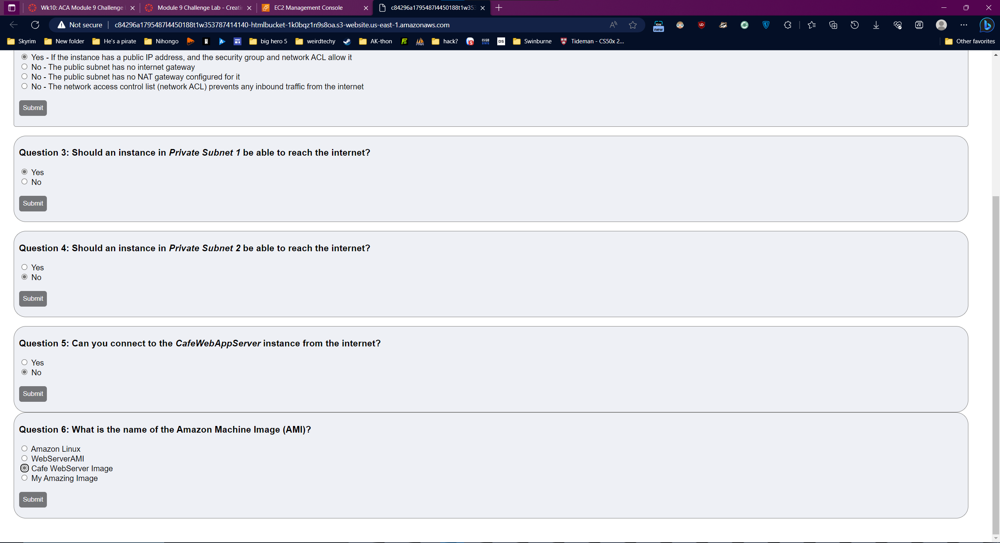 Wk10: ACA Module 9 Challenge
Module 9 Challenge Lab - Creati
EC2 Management Console
c84296a1795487l4450188t1w353
Not secure
c84296a1795487l4450188t1w353787414140-htmlbucket-1k0bqz1n9s8oa.s3-website.us-east-1.amazonaws.com
new
Skyrim
New folder
He's a pirate
Nihongo
big hero 5
weirdtechy
AK-thon
hack?
CSGO
STATS
DS
Swinburne
Tideman - CS50x 2...
Other favorites
Yes - If the instance has a public IP address, and the security group and network ACL allow it
No - The public subnet has no internet gateway
No - The public subnet has no NAT gateway configured for it
No - The network access control list (network ACL) prevents any inbound traffic from the internet
Submit
Question 3: Should an instance in Private Subnet 1 be able to reach the internet?
Yes
No
Submit
Question 4: Should an instance in Private Subnet 2 be able to reach the internet?
Yes
No
Submit
Question 5: Can you connect to the CafeWebAppServer instance from the internet?
Yes
No
Submit
Question 6: What is the name of the Amazon Machine Image (AMI)?
Amazon Linux
WebServerAMI
Cafe WebServer Image
My Amazing Image
Submit